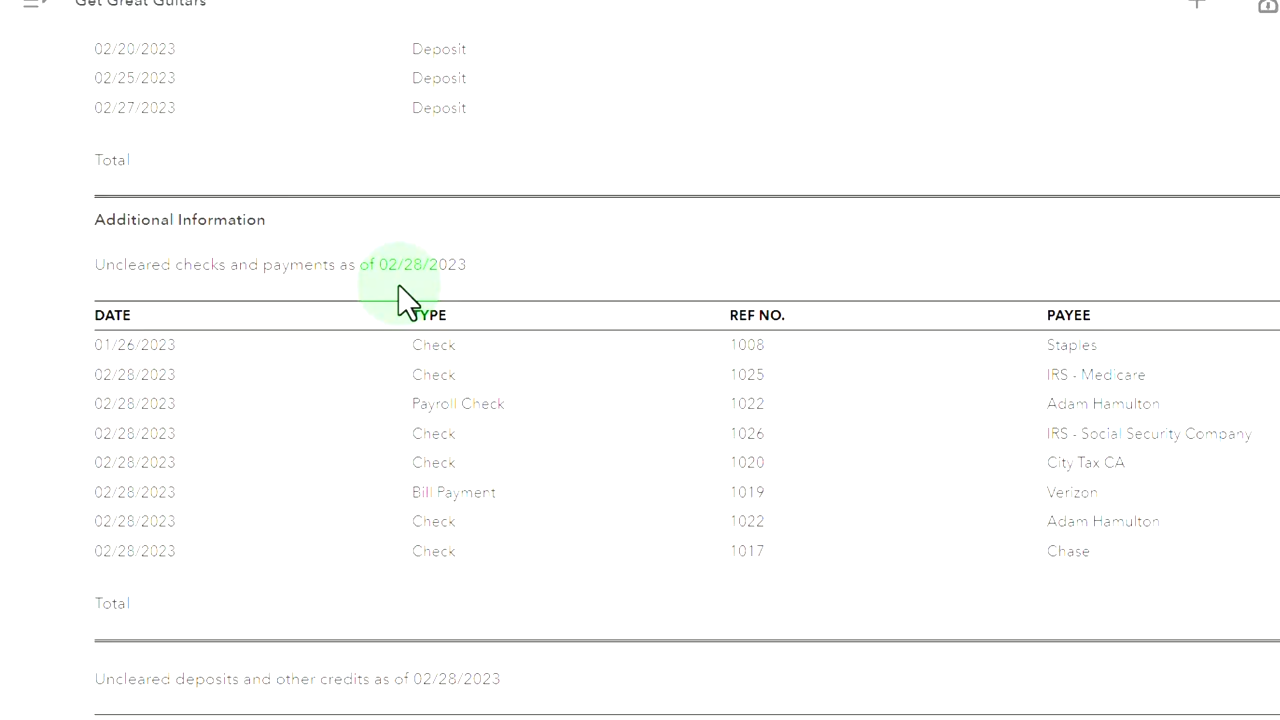 Get Great Guitars
02/20/2023 Deposit
02/25/2023 Deposit
02/27/2023 Deposit
Total
Additional Information
Uncleared checks and payments as of 02/28/2023
DATE TYPE REF NO. PAYEE
01/26/2023 Check 1008 Staples
02/28/2023 Check 1025 IRS - Medicare
02/28/2023 Payroll Check 1022 Adam Hamulton
02/28/2023 Check 1026 IRS - Social Security Company
02/28/2023 Check 1020 City Tax CA
02/28/2023 Bill Payment 1019 Verizon
02/28/2023 Check 1022 Adam Hamulton
02/28/2023 Check 1017 Chase
Total
Uncleared deposits and other credits as of 02/28/2023